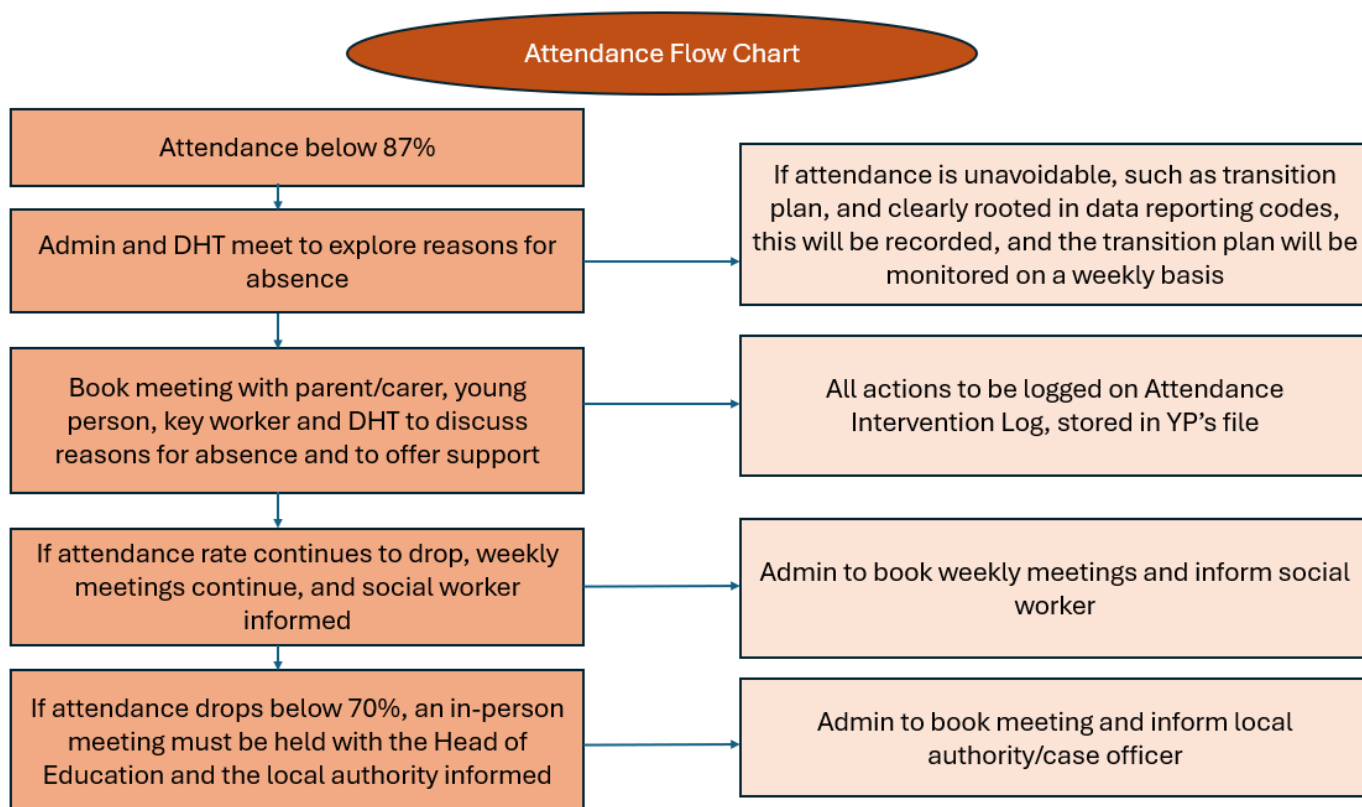 Attendance Flow Chart
Attendance below 87%
Admin and DHT meet to explore reasons for
absence
If attendance is unavoidable, such as transition
plan, and clearly rooted in data reporting codes,
this will be recorded, and the transition plan will be
monitored on a weekly basis
Book meeting with parent/carer, young
person, key worker and DHT to discuss
reasons for absence and to offer support
All actions to be logged on Attendance
Intervention Log, stored in YP’s file
If attendance rate continues to drop, weekly
meetings continue, and social worker
informed
Admin to book weekly meetings and inform social
worker
If attendance drops below 70%, an in-person
meeting must be held with the Head of
Education and the local authority informed
Admin to book meeting and inform local
authority/case officer